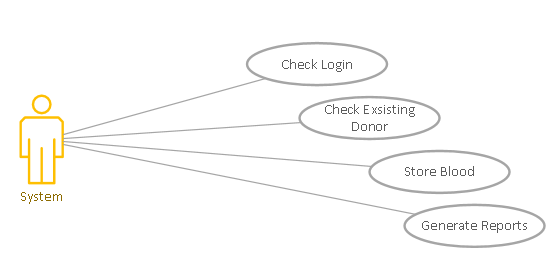 Check Login
Check Exsisting
Donor
Store Blood
System
Generate Reports